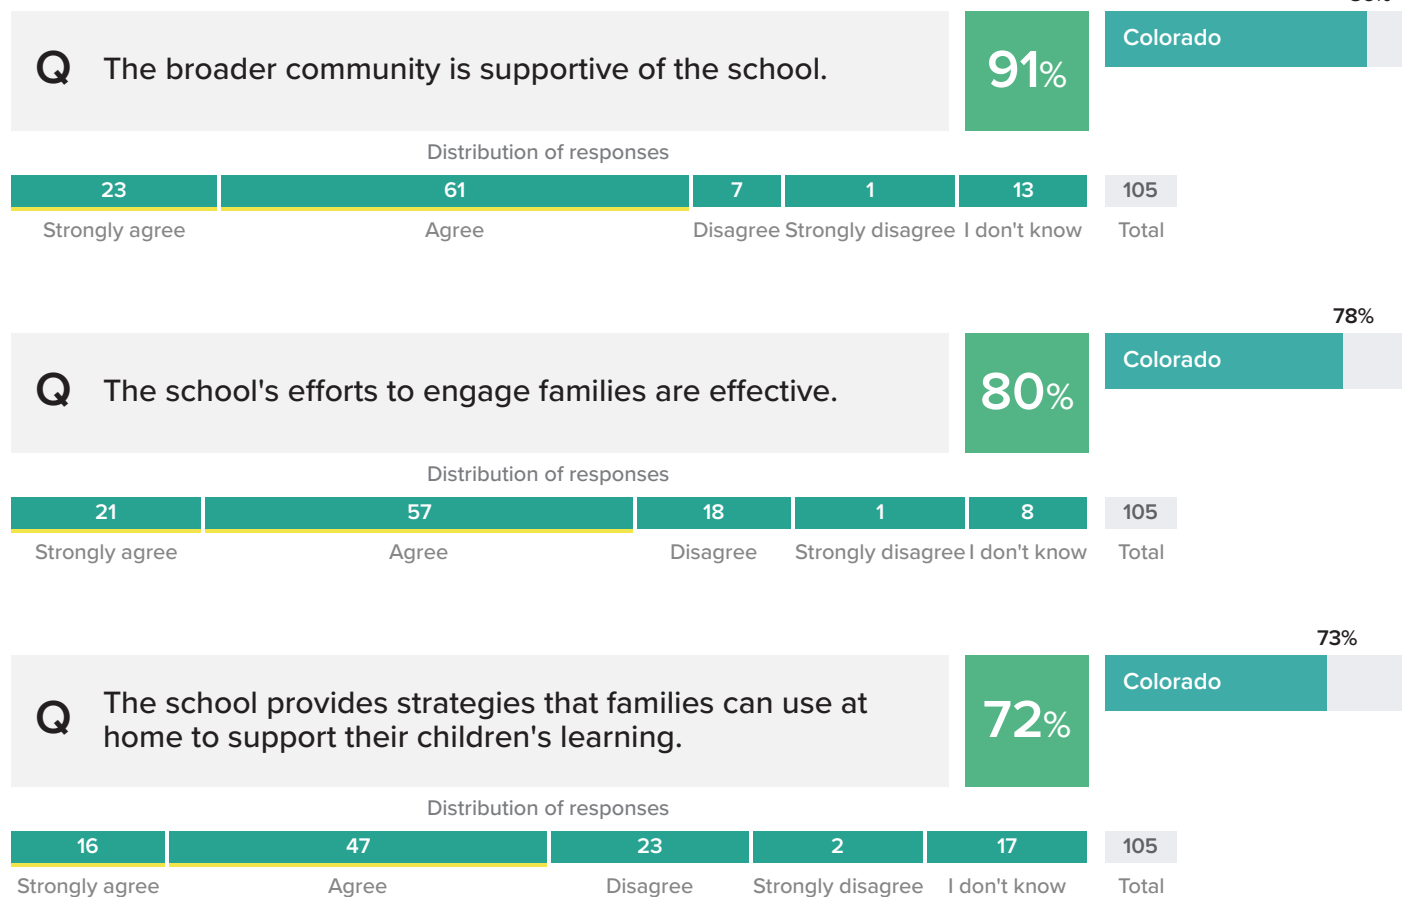 Q The broader community is supportive of the school. 91% Colorado
Distribution of responses
23 61 7 1 13 105
Strongly agree Agree Disagree Strongly disagree I don't know Total
78%
Q The school's efforts to engage families are effective. 80% Colorado
Distribution of responses
21 57 18 1 8 105
Strongly agree Agree Disagree Strongly disagree I don't know Total
73%
Colorado
Q The school provides strategies that families can use at
home to support their children's learning. 72%
Distribution of responses
16 47 23 2 17 105
Strongly agree Agree Disagree Strongly disagree I don't know Total